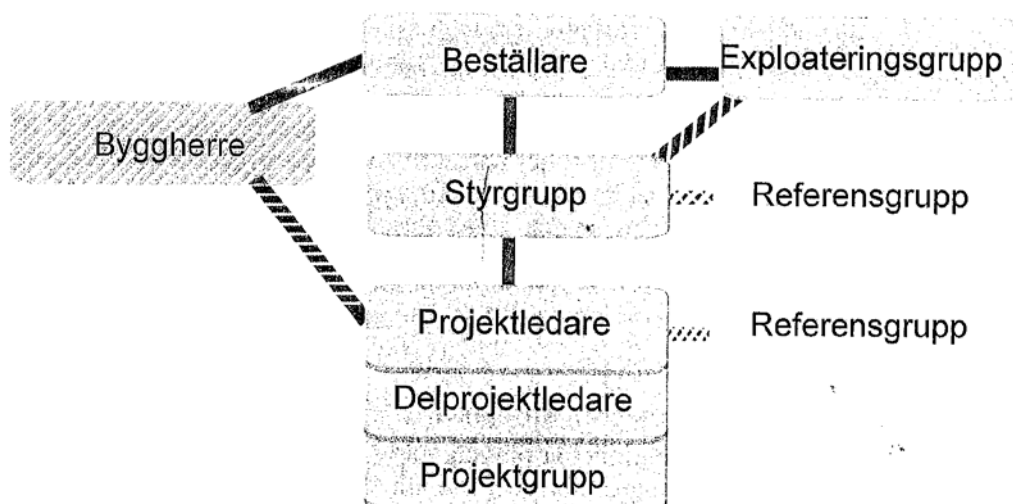 Beställare
Exploateringsgrupp
Byggherre
Styrgrupp
Referensgrupp
Projektledare
Referensgrupp
Delprojektledare
Projektgrupp